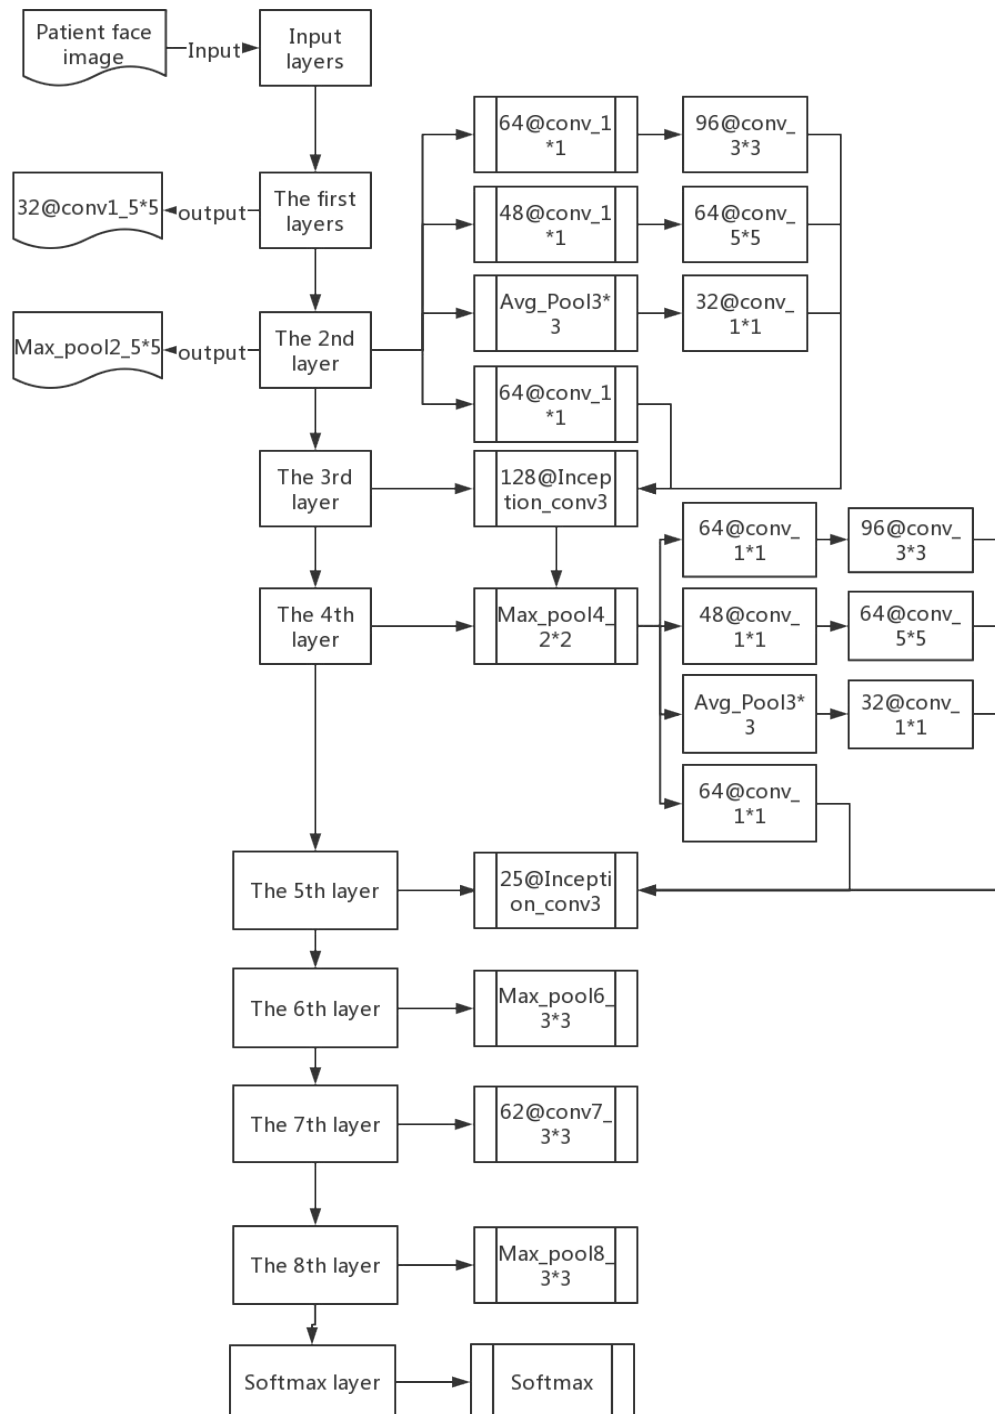 Patient face
image
Input
Input
layers
64@conv_1
*1
96@conv_
3*3
32@conv1_5*5
output
The first
layers
48@conv_1
*1
64@conv_
5*5
Avg_Pool3*
3
32@conv_
1*1
Max_pool2_5*5
output
The 2nd
layer
64@conv_1
*1
The 3rd
layer
128@Incep
tion_conv3
64@conv_
1*1
96@conv_
3*3
The 4th
layer
Max_pool4_
2*2
48@conv_
1*1
64@conv_
5*5
Avg_Pool3*
3
32@conv_
1*1
64@conv_
1*1
The 5th layer
25@Incepti
on_conv3
The 6th layer
Max_pool6_
3*3
The 7th layer
62@conv7_
3*3
The 8th layer
Max_pool8_
3*3
Softmax layer
Softmax